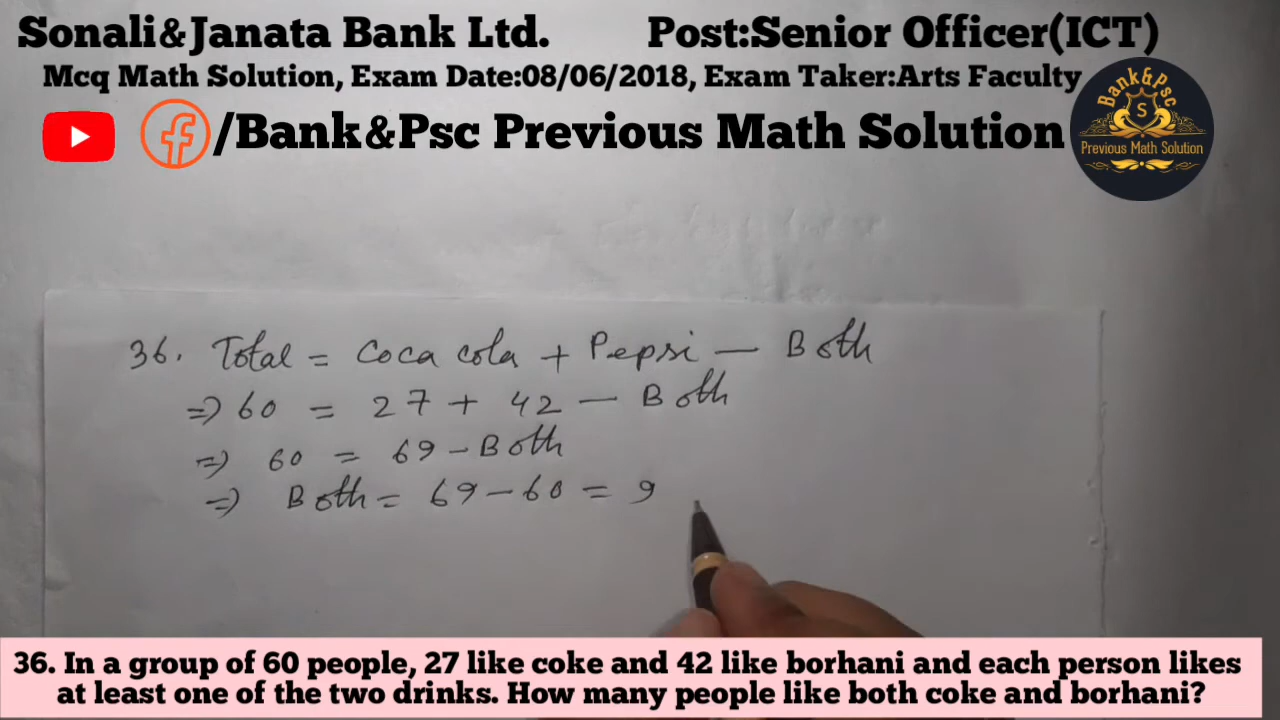 Sonali&Janata Bank Ltd. Post:Senior Officer(ICT)
Mcq Math Solution, Exam Date:08/06/2018, Exam Taker:Arts Faculty
/Bank&Psc Previous Math Solution
Bank&Psc
S
Previous Math Solution
36. Total = Coca cola + Pepsi — Both
⇒ 60 = 27 + 42 — Both
⇒ 60 = 69 - Both
⇒ Both = 69 - 60 = 9
36. In a group of 60 people, 27 like coke and 42 like borhani and each person likes
at least one of the two drinks. How many people like both coke and borhani?